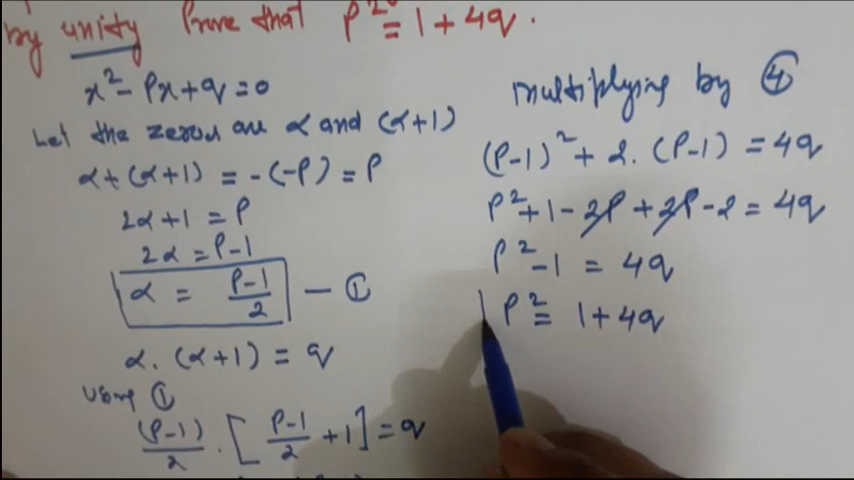 by unity Prove that P² = 1 + 4q.
x² - Px + q = 0
Let the zeros are α and (α+1)
α + (α+1) = -(-P) = P
2α + 1 = P
2α = P-1
α = P-1/2 — ①
α. (α+1) = q
Using ①
(P-1)/2 . [P-1/2 + 1] = q
Multiplying by ④
(P-1)² + 2. (P-1) = 4q
P² + 1 - 2P + 2P - 2 = 4q
P² - 1 = 4q
P² = 1 + 4q